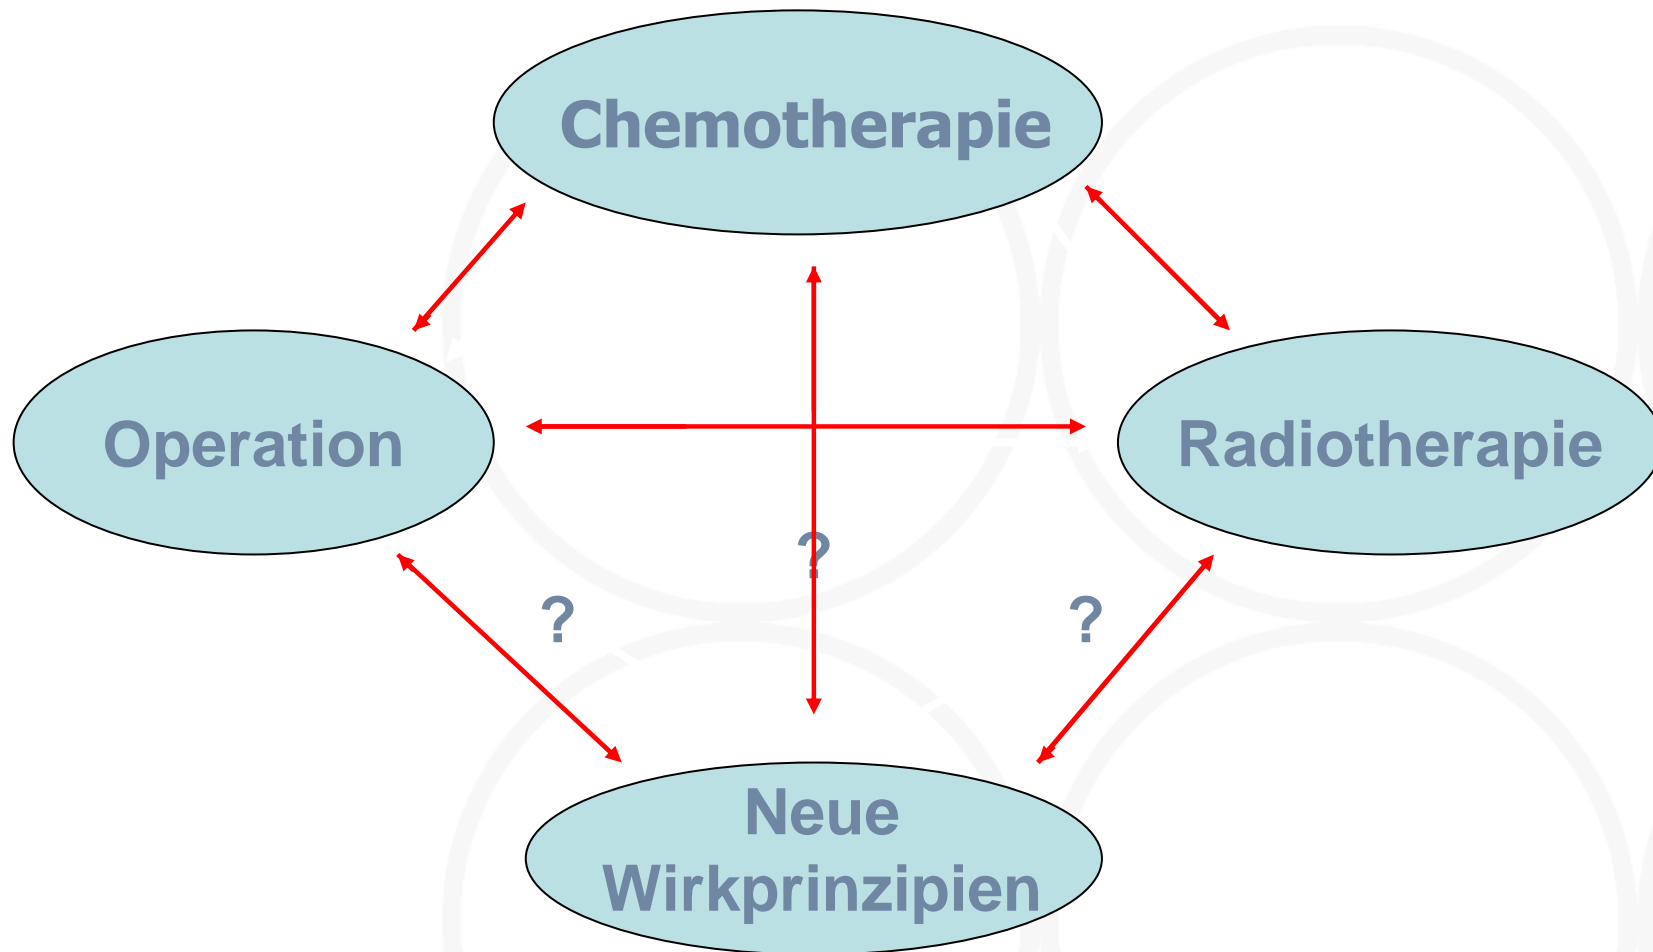 Chemotherapie
Operation
Radiotherapie
?
?
?
Neue
Wirkprinzipien